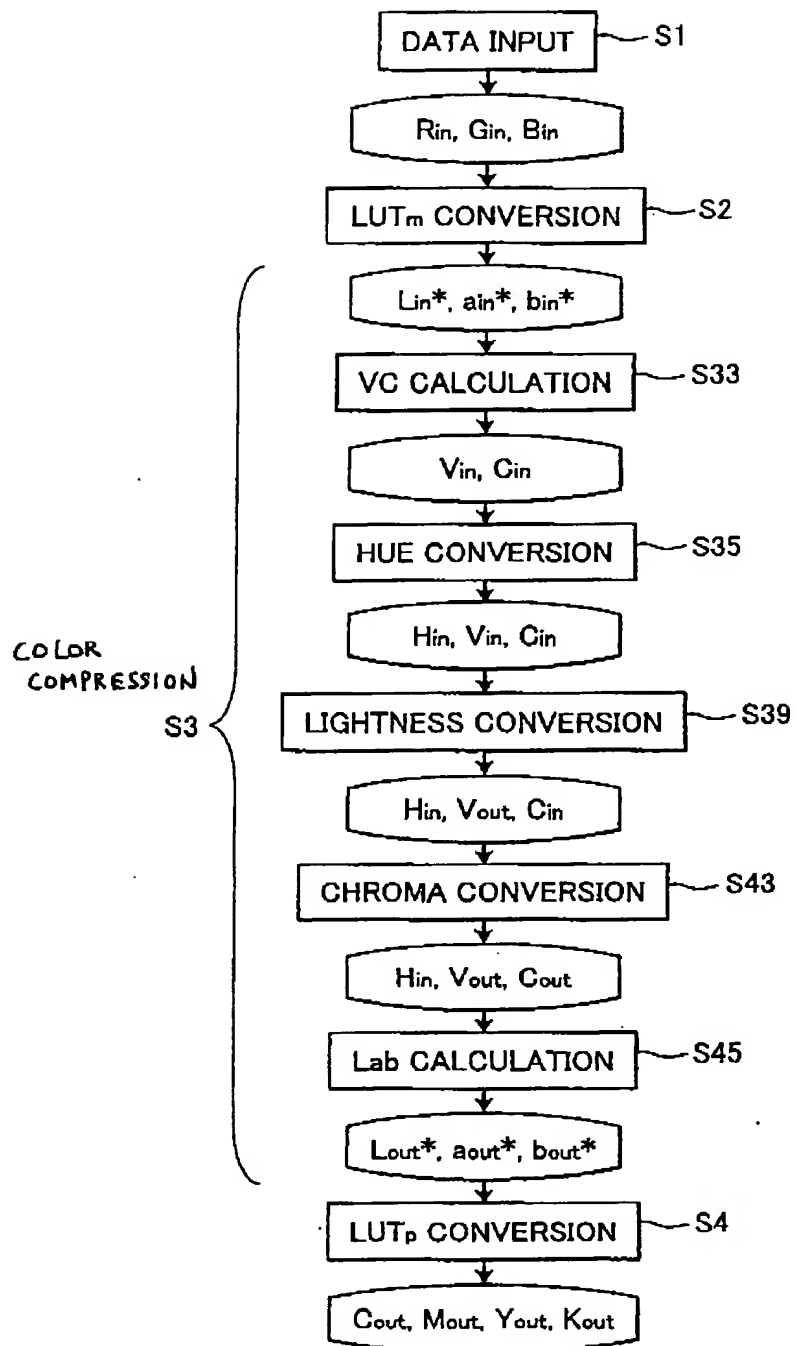 DATA INPUT S1
Rin, Gin, Bin
LUTm CONVERSION S2
Lin*, ain*, bin*
VC CALCULATION S33
Vin, Cin
HUE CONVERSION S35
Hin, Vin, Cin
COLOR
COMPRESSION
S3
LIGHTNESS CONVERSION S39
Hin, Vout, Cin
CHROMA CONVERSION S43
Hin, Vout, Cout
Lab CALCULATION S45
Lout*, aout*, bout*
LUTp CONVERSION S4
Cout, Mout, Yout, Kout